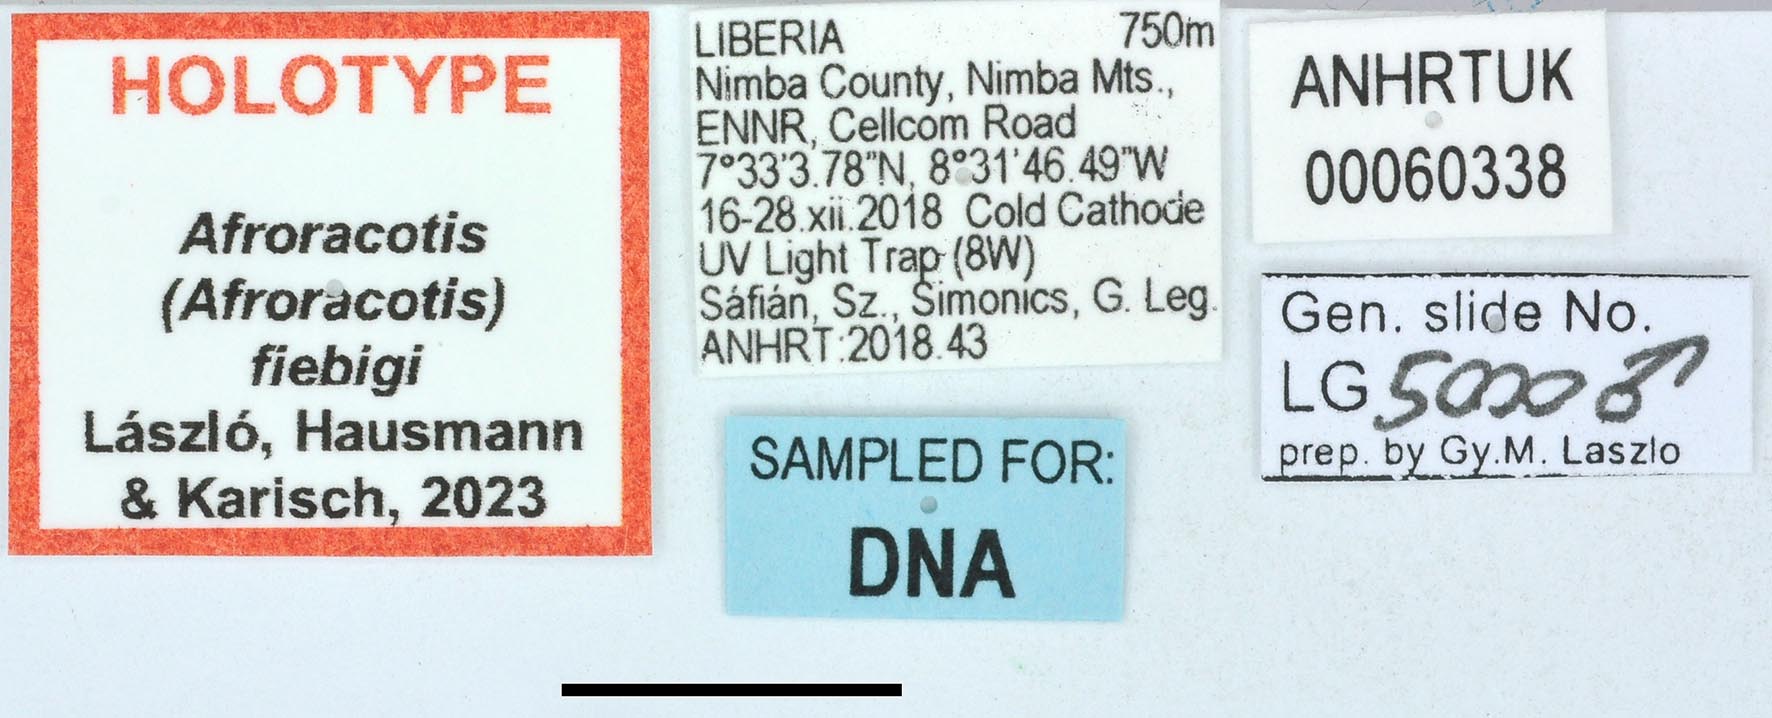 HOLOTYPE
Afroracotis
(Afroracotis)
fiebigi
László, Hausmann
& Karisch, 2023
LIBERIA 750m
Nimba County, Nimba Mts.,
ENNR, Cellcom Road
7°33'3.78"N, 8°31'46.49"W
16-28.xii.2018 Cold Cathode
UV Light Trap (8W)
Sáfián, Sz., Simonics, G. Leg.
ANHRT:2018.43
SAMPLED FOR:
DNA
ANHRTUK
00060338
Gen. slide No.
LG 5000 ♂
prep. by Gy.M. Laszlo